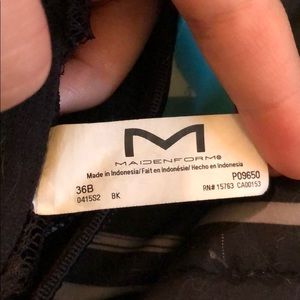 M
MAIDENFORM®
Made in Indonesia/ Fait en Indonésie/ Hecho en Indonesia
36B P09650
0415S2 BK RN# 15763 CA00153